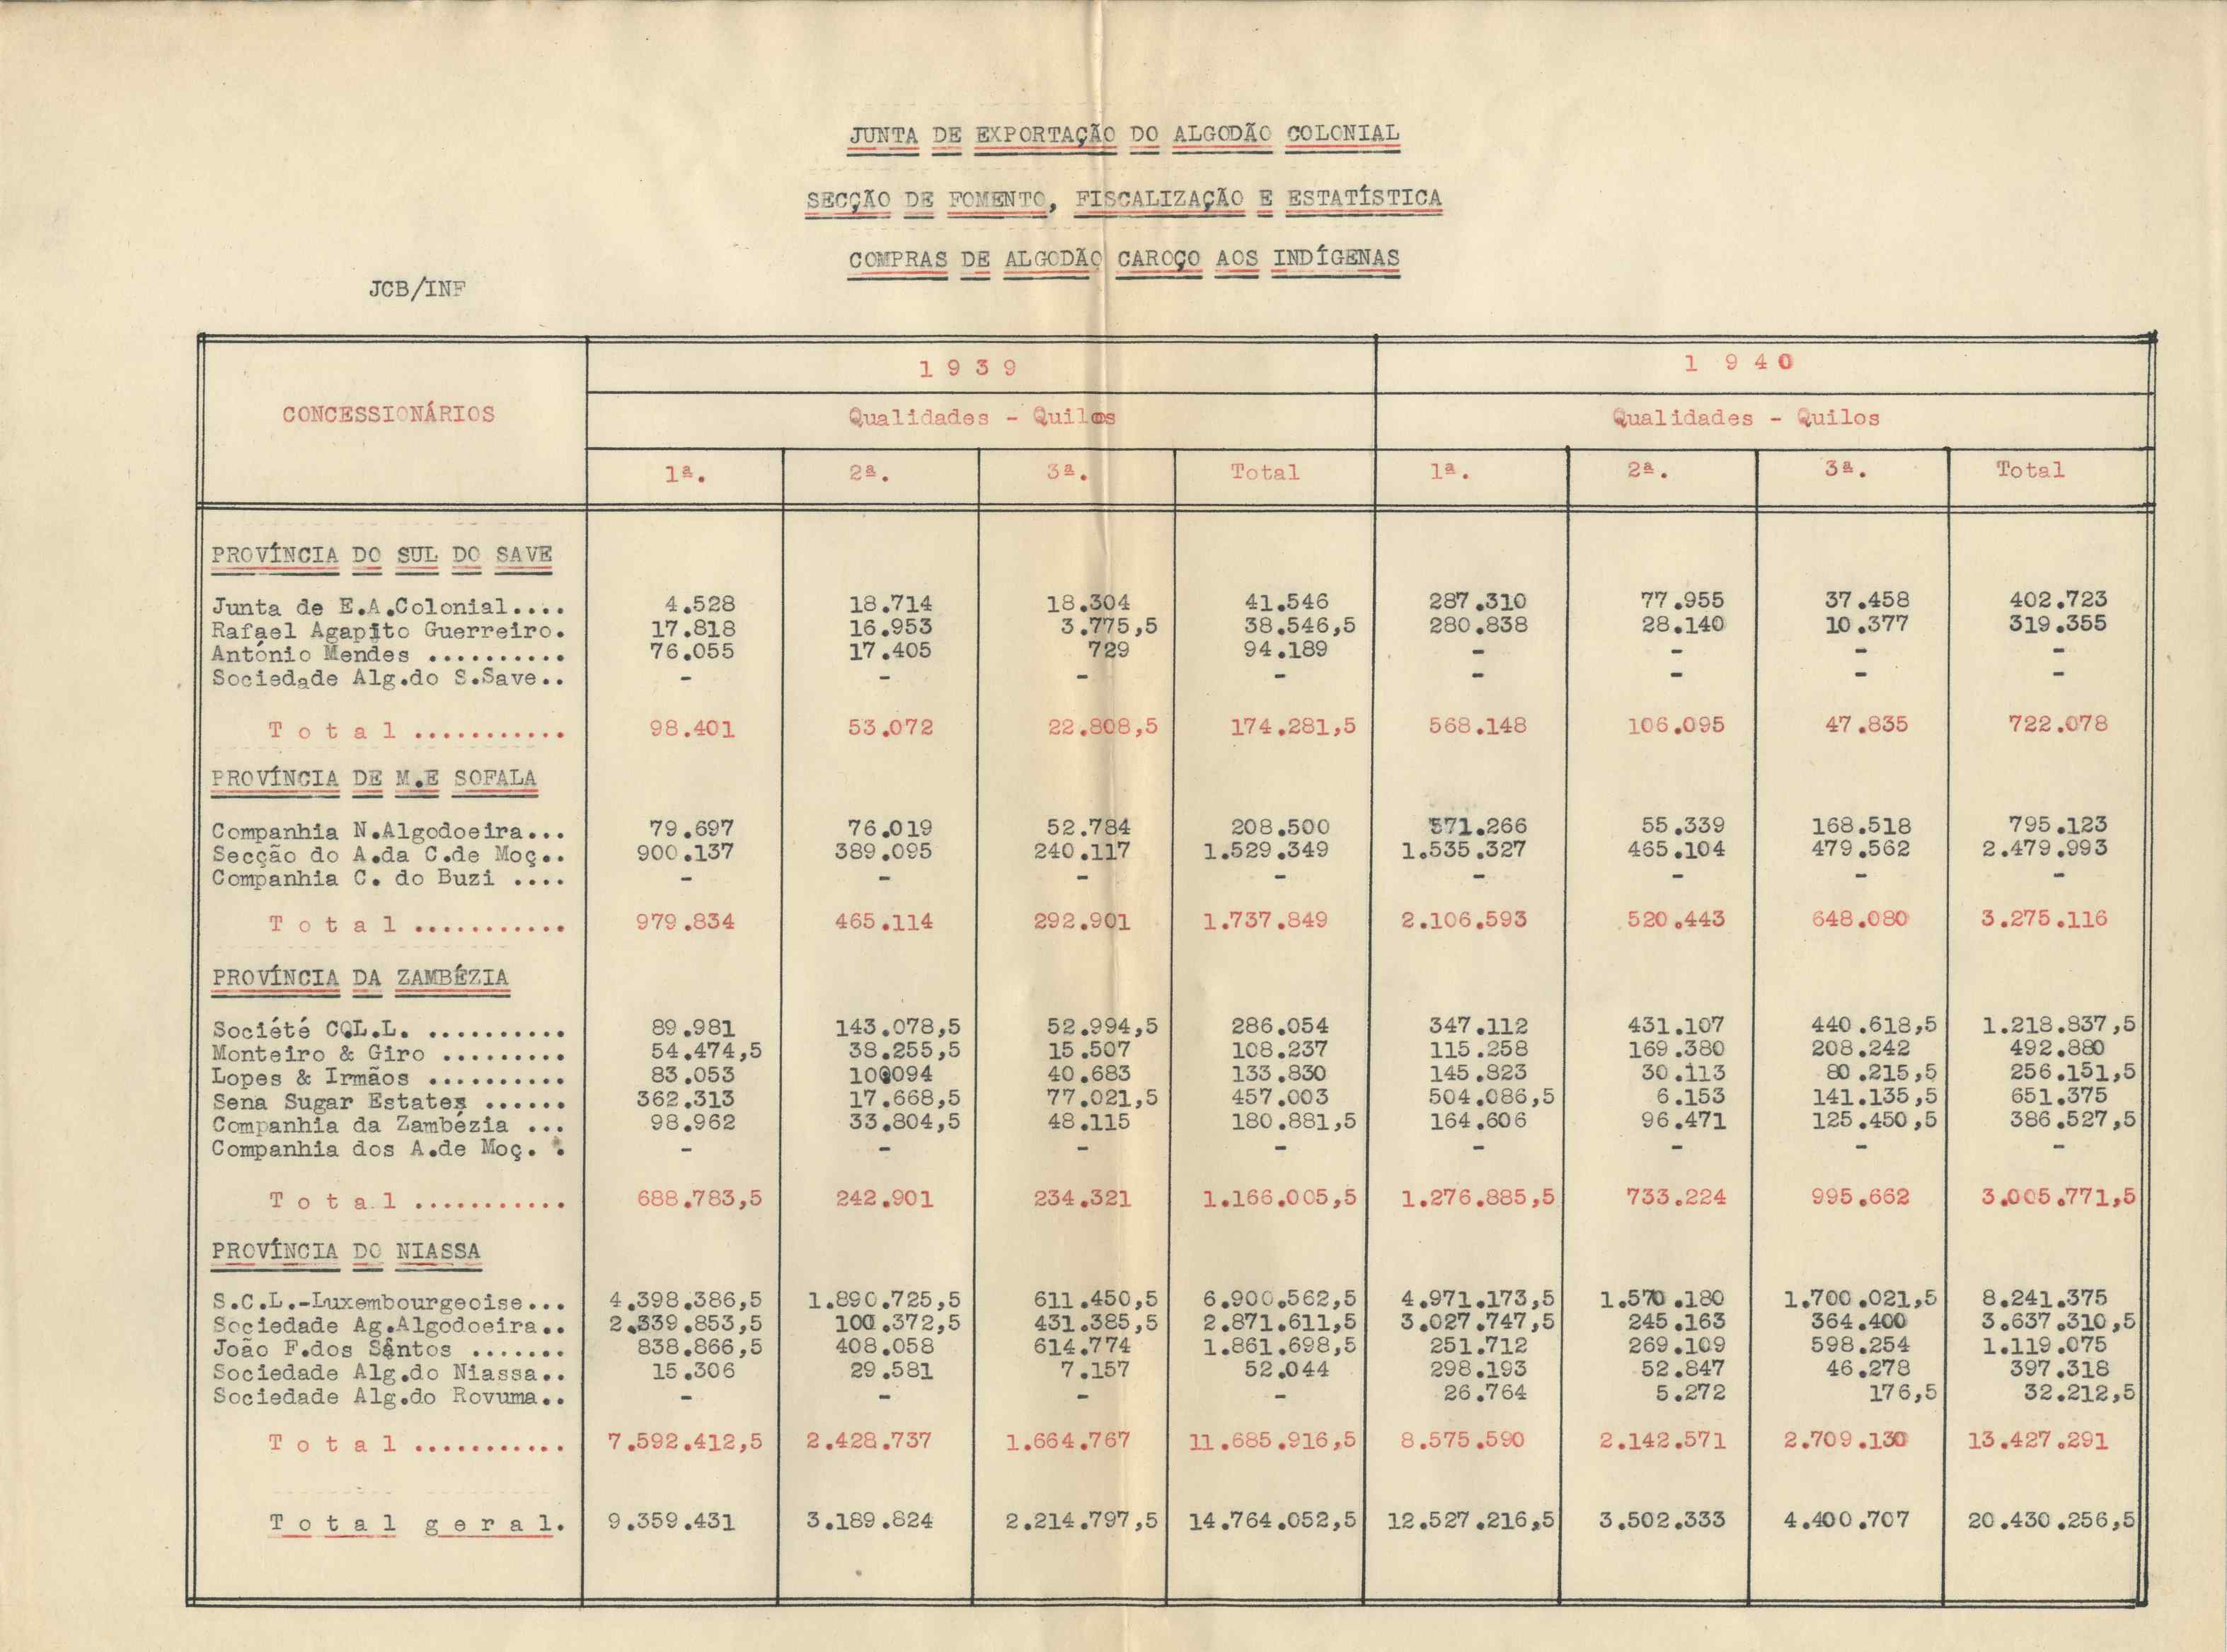 JUNTA DE EXPORTAÇÃO DO ALGODÃO COLONIAL
SECÇÃO DE FOMENTO, FISCALIZAÇÃO E ESTATÍSTICA
COMPRAS DE ALGODÃO CAROÇO AOS INDÍGENAS
JCB/INF
CONCESSIONÁRIOS 1 9 3 9 1 9 4 0
Qualidades - Quilos Qualidades - Quilos
1ª. 2ª. 3ª. Total 1ª. 2ª. 3ª. Total
PROVÍNCIA DO SUL DO SAVE
Junta de E.A.Colonial.... 4.528 18.714 18.304 41.546 287.310 77.955 37.458 402.723
Rafael Agapito Guerreiro. 17.818 16.953 3.775,5 38.546,5 280.838 28.140 10.377 319.355
António Mendes .......... 76.055 17.405 729 94.189 - - - -
Sociedade Alg.do S.Save.. - - - - - - - -
T o t a l ........... 98.401 53.072 22.808,5 174.281,5 568.148 106.095 47.835 722.078
PROVÍNCIA DE M.E SOFALA
Companhia N.Algodoeira... 79.697 76.019 52.784 208.500 571.266 55.339 168.518 795.123
Secção do A.da C.de Moç.. 900.137 389.095 240.117 1.529.349 1.535.327 465.104 479.562 2.479.993
Companhia C. do Buzi .... - - - - - - - -
T o t a l ........... 979.834 465.114 292.901 1.737.849 2.106.593 520.443 648.080 3.275.116
PROVÍNCIA DA ZAMBÉZIA
Société C.L.L. .......... 89.981 143.078,5 52.994,5 286.054 347.112 431.107 440.618,5 1.218.837,5
Monteiro & Giro ......... 54.474,5 38.255,5 15.507 108.237 115.258 169.380 208.242 492.880
Lopes & Irmãos .......... 83.053 10.094 40.683 133.830 145.823 30.113 80.215,5 256.151,5
Sena Sugar Estates ...... 362.313 17.668,5 77.021,5 457.003 504.086,5 6.153 141.135,5 651.375
Companhia da Zambézia ... 98.962 33.804,5 48.115 180.881,5 164.606 96.471 125.450,5 386.527,5
Companhia dos A.de Moç. . - - - - - - - -
T o t a l ........... 688.783,5 242.901 234.321 1.166.005,5 1.276.885,5 733.224 995.662 3.005.771,5
PROVÍNCIA DO NIASSA
S.C.L.-Luxembourgeoise... 4.398.386,5 1.890.725,5 611.450,5 6.900.562,5 4.971.173,5 1.570.180 1.700.021,5 8.241.375
Sociedade Ag.Algodoeira.. 2.339.853,5 100.372,5 431.385,5 2.871.611,5 3.027.747,5 245.163 364.400 3.637.310,5
João F.dos Santos ....... 838.866,5 408.058 614.774 1.861.698,5 251.712 269.109 598.254 1.119.075
Sociedade Alg.do Niassa.. 15.306 29.581 7.157 52.044 298.193 52.847 46.278 397.318
Sociedade Alg.do Rovuma.. - - - - 26.764 5.272 176,5 32.212,5
T o t a l ........... 7.592.412,5 2.428.737 1.664.767 11.685.916,5 8.575.590 2.142.571 2.709.130 13.427.291
T o t a l g e r a l. 9.359.431 3.189.824 2.214.797,5 14.764.052,5 12.527.216,5 3.502.333 4.400.707 20.430.256,5